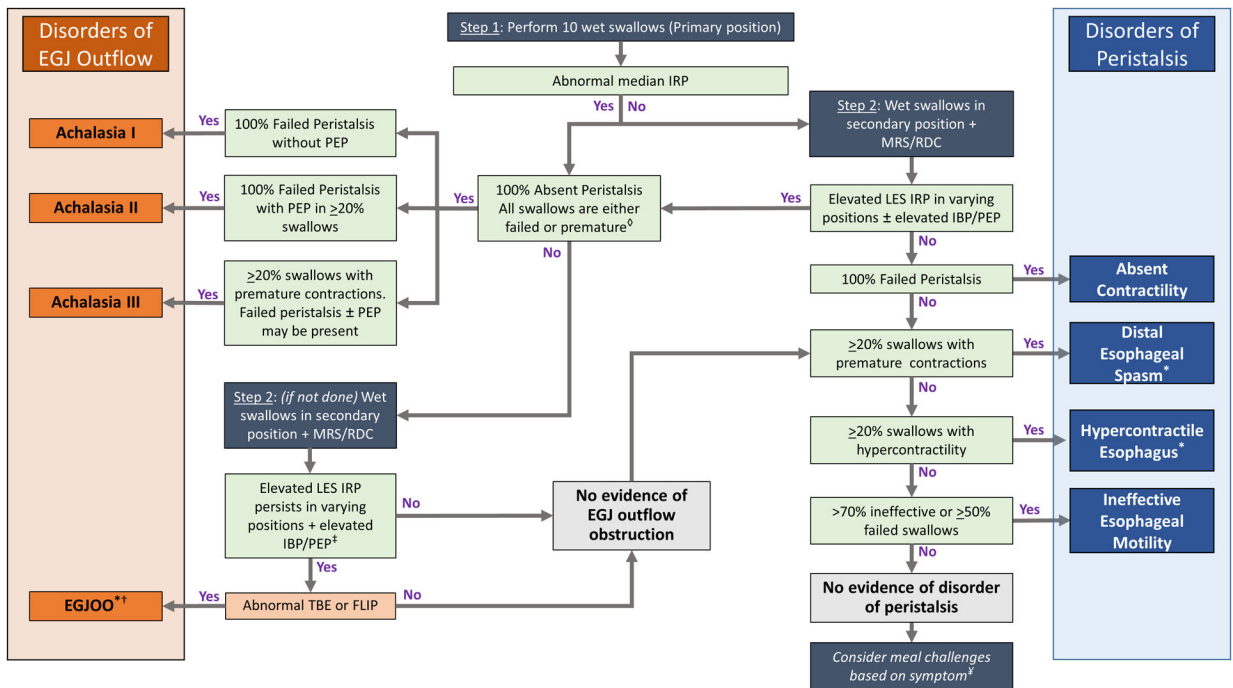 Disorders of
EGJ Outflow
Step 1: Perform 10 wet swallows (Primary position)
Disorders of
Peristalsis
Abnormal median IRP
Yes
No
Step 2: Wet swallows in
secondary position +
MRS/RDC
Achalasia I
Yes
100% Failed Peristalsis
without PEP
Achalasia II
Yes
100% Failed Peristalsis
with PEP in ≥20%
swallows
Yes
100% Absent Peristalsis
All swallows are either
failed or premature◊
Yes
Elevated LES IRP in varying
positions ± elevated IBP/PEP
No
No
Achalasia III
Yes
≥20% swallows with
premature contractions.
Failed peristalsis ± PEP
may be present
100% Failed Peristalsis
Yes
Absent
Contractility
No
≥20% swallows with
premature contractions
Yes
Distal
Esophageal
Spasm*
No
Step 2: (if not done) Wet
swallows in secondary
position + MRS/RDC
≥20% swallows with
hypercontractility
Yes
Hypercontractile
Esophagus*
No
Elevated LES IRP
persists in varying
positions + elevated
IBP/PEP‡
No
No evidence of
EGJ outflow
obstruction
>70% ineffective or ≥50%
failed swallows
Yes
Ineffective
Esophageal
Motility
Yes
No
EGJOO*†
Yes
Abnormal TBE or FLIP
No
No evidence of disorder
of peristalsis
Consider meal challenges
based on symptom¥